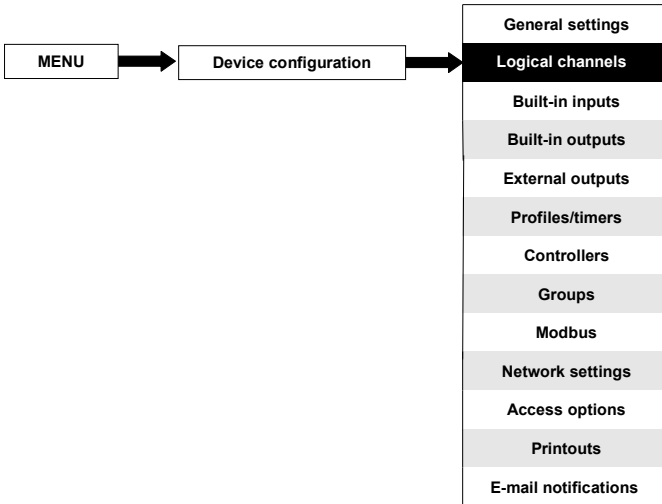 General settings
MENU
Device configuration
Logical channels
Built-in inputs
Built-in outputs
External outputs
Profiles/timers
Controllers
Groups
Modbus
Network settings
Access options
Printouts
E-mail notifications